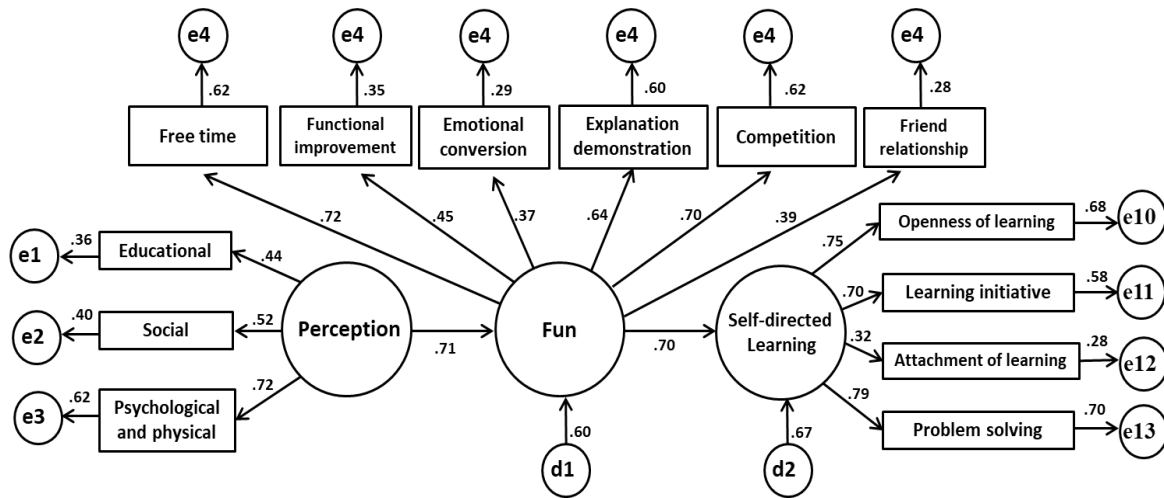 e4 e4 e4 e4 e4 e4
.62 .35 .29 .60 .62 .28
Free time
Functional
improvement
Emotional
conversion
Explanation
demonstration
Competition
Friend
relationship
.72 .45 .37 .64 .70 .39
e1 .36 Educational .44
e2 .40 Social .52
e3 .62 Psychological
and physical .72
Perception
.71
Fun
.70
Self-directed
Learning
.60
d1
.67
d2
.75 Openness of learning .68 e10
.70 Learning initiative .58 e11
.32 Attachment of learning .28 e12
.79 Problem solving .70 e13